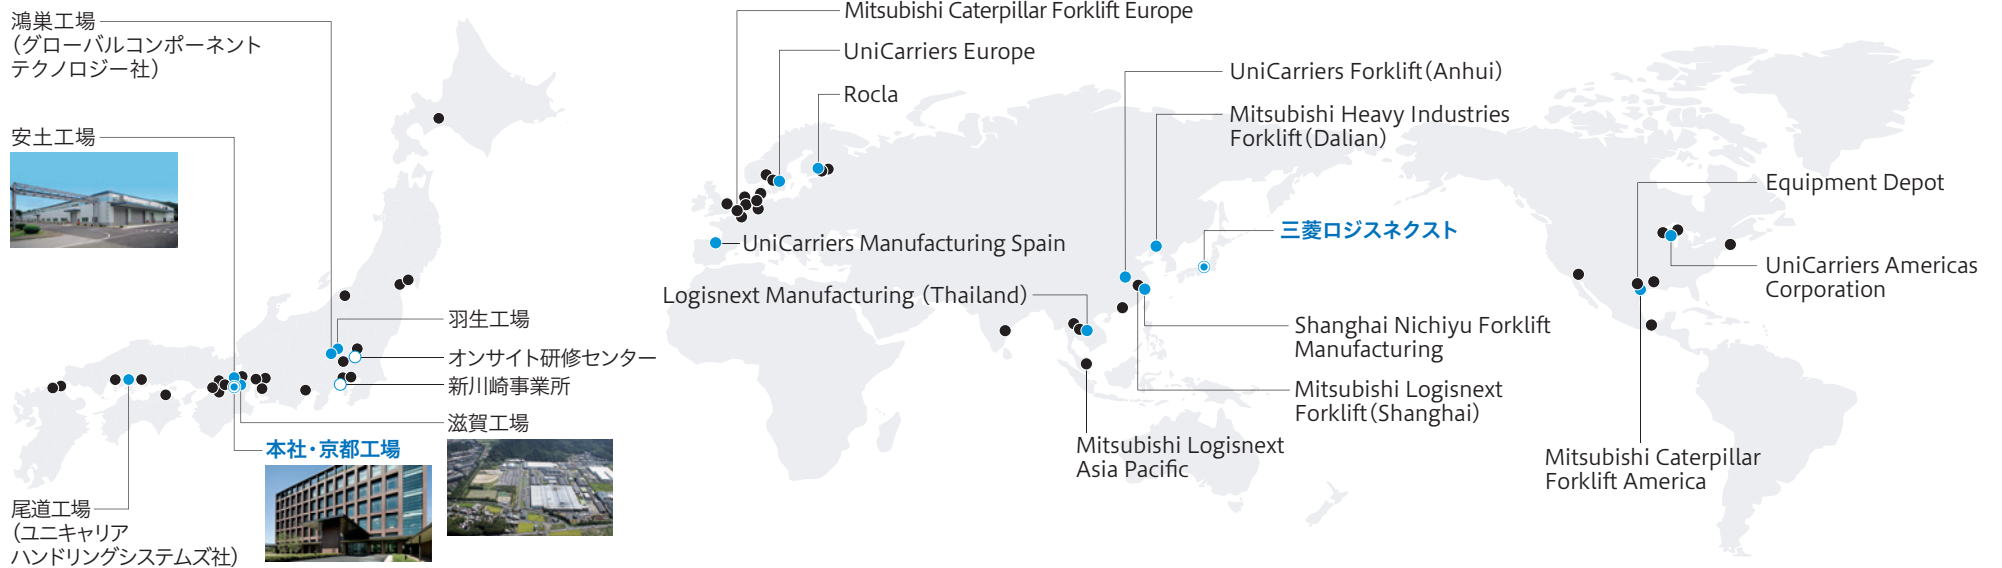 鴻巣工場
（グローバルコンポーネント
テクノロジー社）
安土工場
羽生工場
オンサイト研修センター
新川崎事業所
滋賀工場
本社・京都工場
尾道工場
（ユニキャリア
ハンドリングシステムズ社）
Mitsubishi Caterpillar Forklift Europe
UniCarriers Europe
Rocla
UniCarriers Manufacturing Spain
Logisnext Manufacturing (Thailand)
UniCarriers Forklift (Anhui)
Mitsubishi Heavy Industries
Forklift (Dalian)
三菱ロジスネクスト
Shanghai Nichiyu Forklift
Manufacturing
Mitsubishi Logisnext
Forklift (Shanghai)
Mitsubishi Logisnext
Asia Pacific
Equipment Depot
UniCarriers Americas
Corporation
Mitsubishi Caterpillar
Forklift America